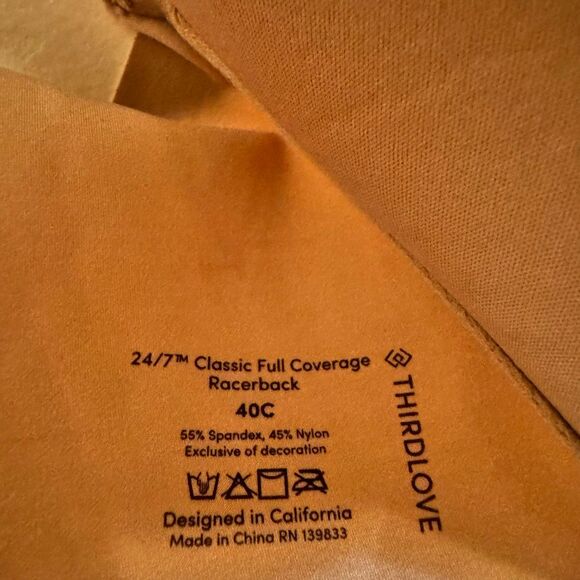 24/7™ Classic Full Coverage
Racerback
40C
55% Spandex, 45% Nylon
Exclusive of decoration
Designed in California
Made in China RN 139833
THIRDLOVE